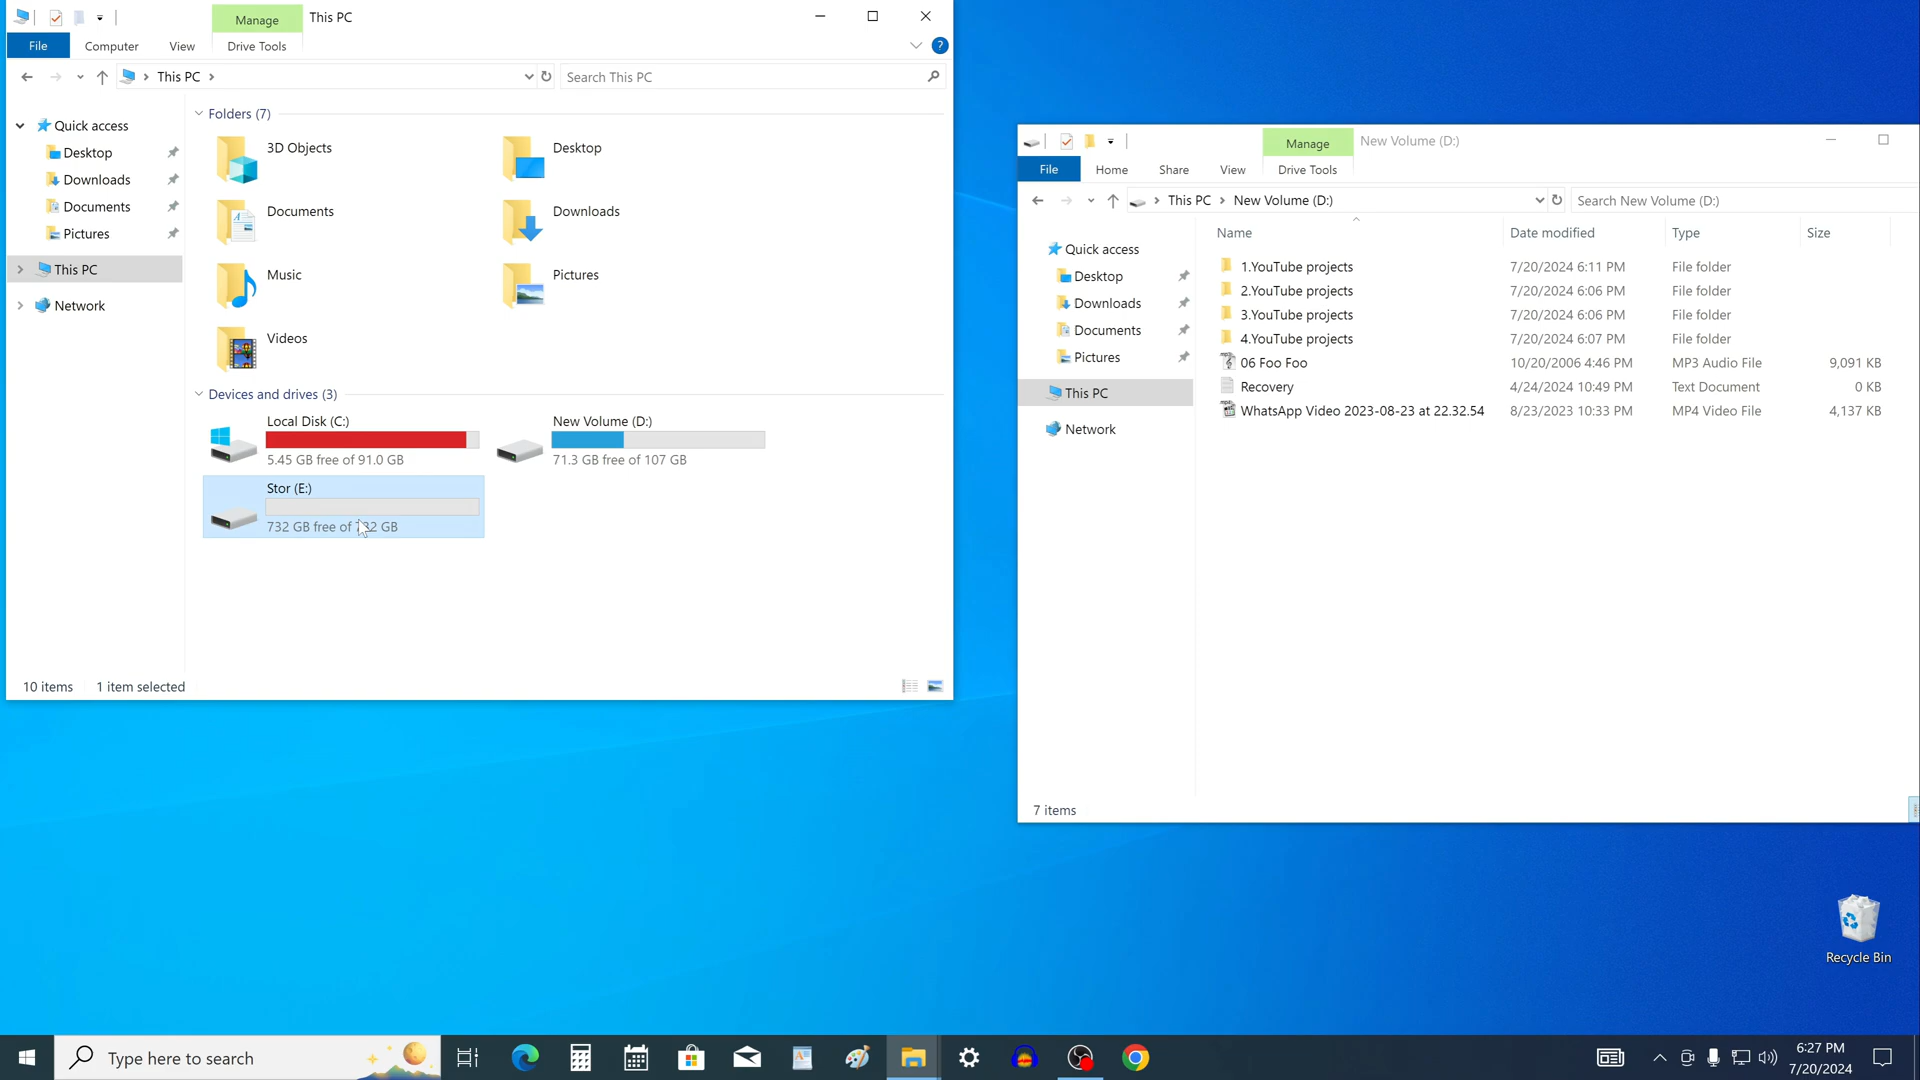 Manage
This PC
File
Computer
View
Drive Tools
This PC
Search This PC
Quick access
Desktop
Downloads
Documents
Pictures
This PC
Network
Folders (7)
3D Objects
Desktop
Documents
Downloads
Music
Pictures
Videos
Devices and drives (3)
Local Disk (C:)
5.45 GB free of 91.0 GB
New Volume (D:)
71.3 GB free of 107 GB
Stor (E:)
732 GB free of 732 GB
10 items
1 item selected
Manage
New Volume (D:)
File
Home
Share
View
Drive Tools
This PC
New Volume (D:)
Search New Volume (D:)
Quick access
Desktop
Downloads
Documents
Pictures
This PC
Network
Name Date modified Type Size
1.YouTube projects 7/20/2024 6:11 PM File folder
2.YouTube projects 7/20/2024 6:06 PM File folder
3.YouTube projects 7/20/2024 6:06 PM File folder
4.YouTube projects 7/20/2024 6:07 PM File folder
06 Foo Foo 10/20/2006 4:46 PM MP3 Audio File 9,091 KB
Recovery 4/24/2024 10:49 PM Text Document 0 KB
WhatsApp Video 2023-08-23 at 22.32.54 8/23/2023 10:33 PM MP4 Video File 4,137 KB
7 items
Recycle Bin
Type here to search
6:27 PM
7/20/2024